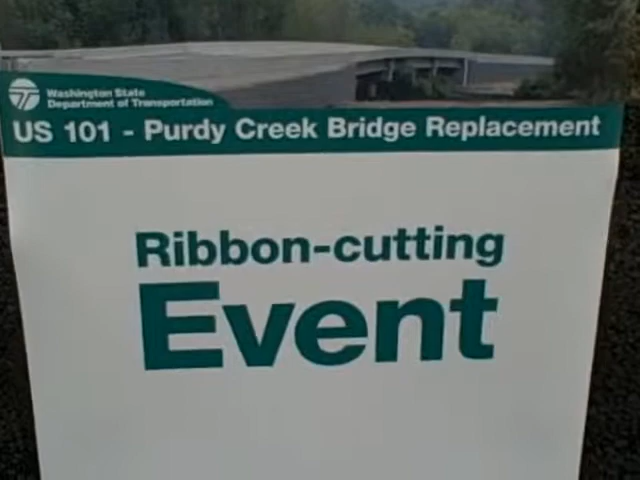 Washington State
Department of Transportation
US 101 - Purdy Creek Bridge Replacement
Ribbon-cutting
Event